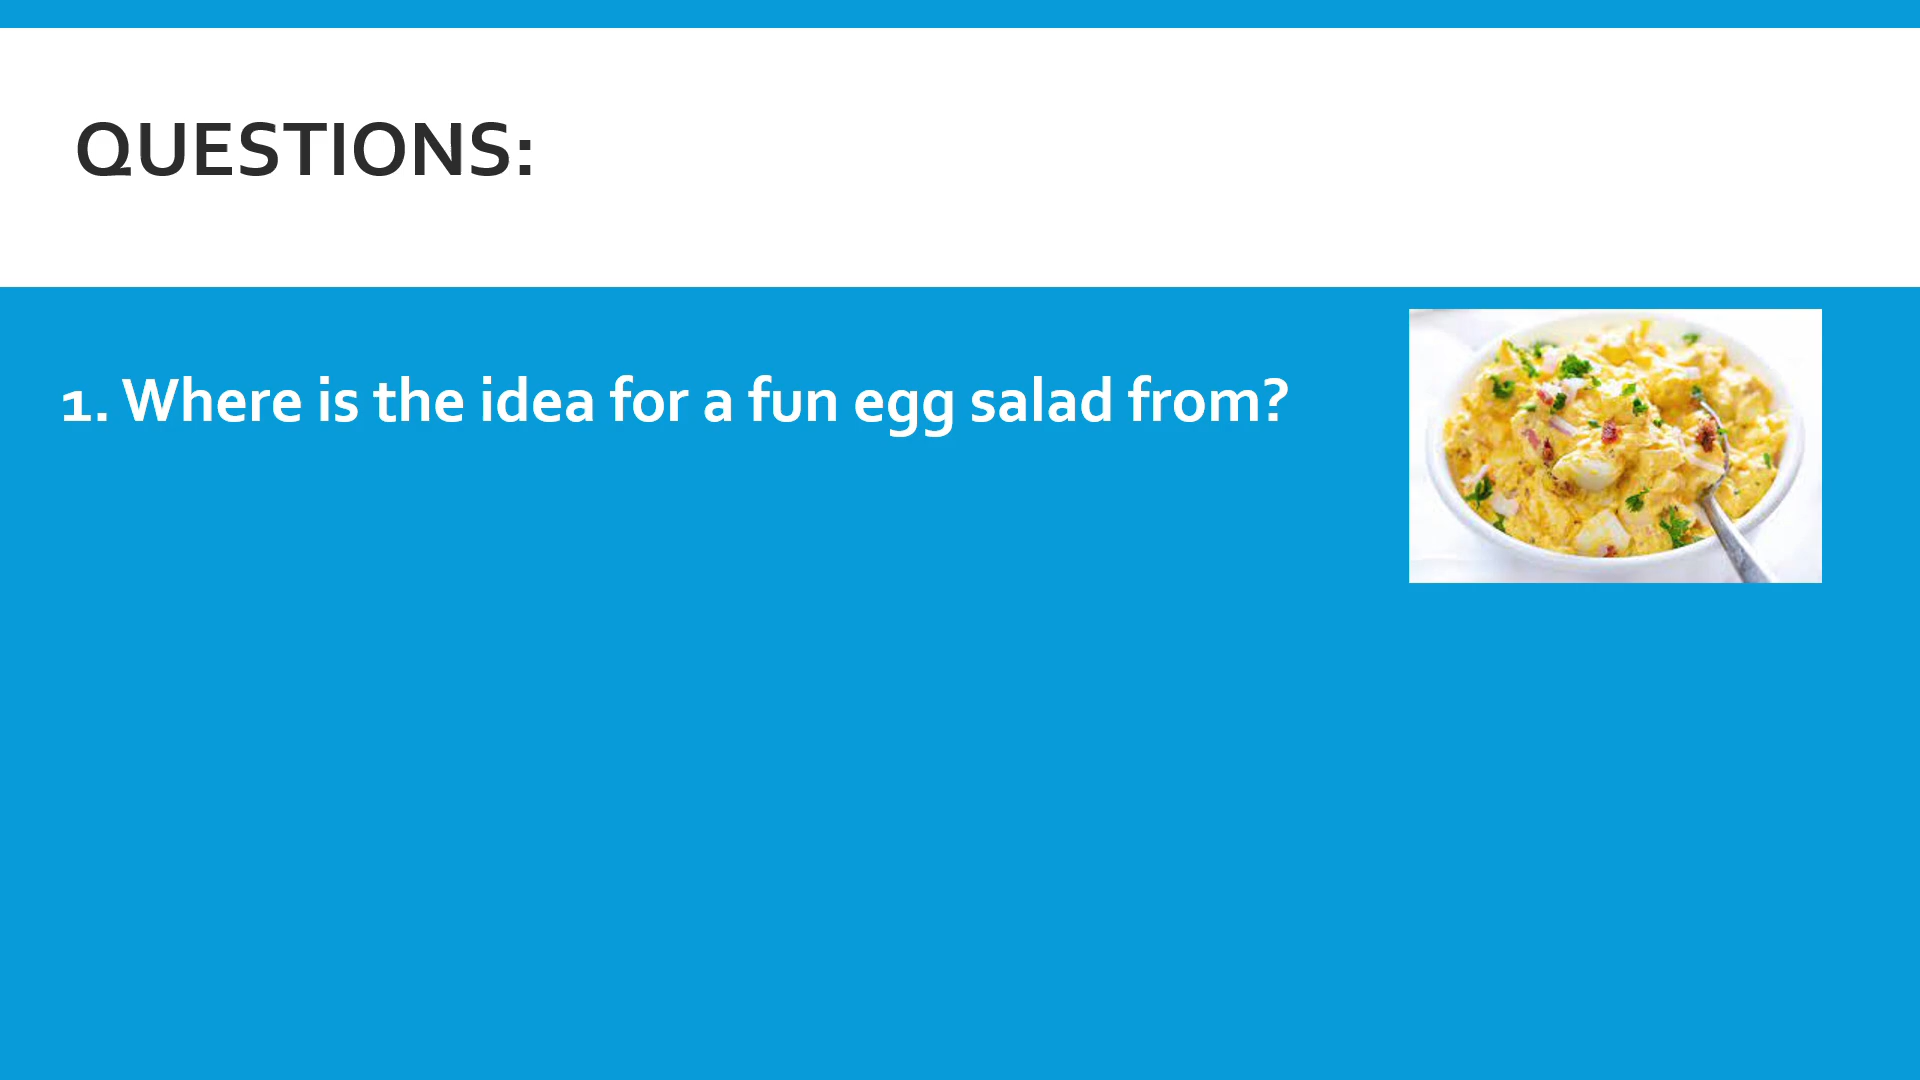 QUESTIONS:
1. Where is the idea for a fun egg salad from?